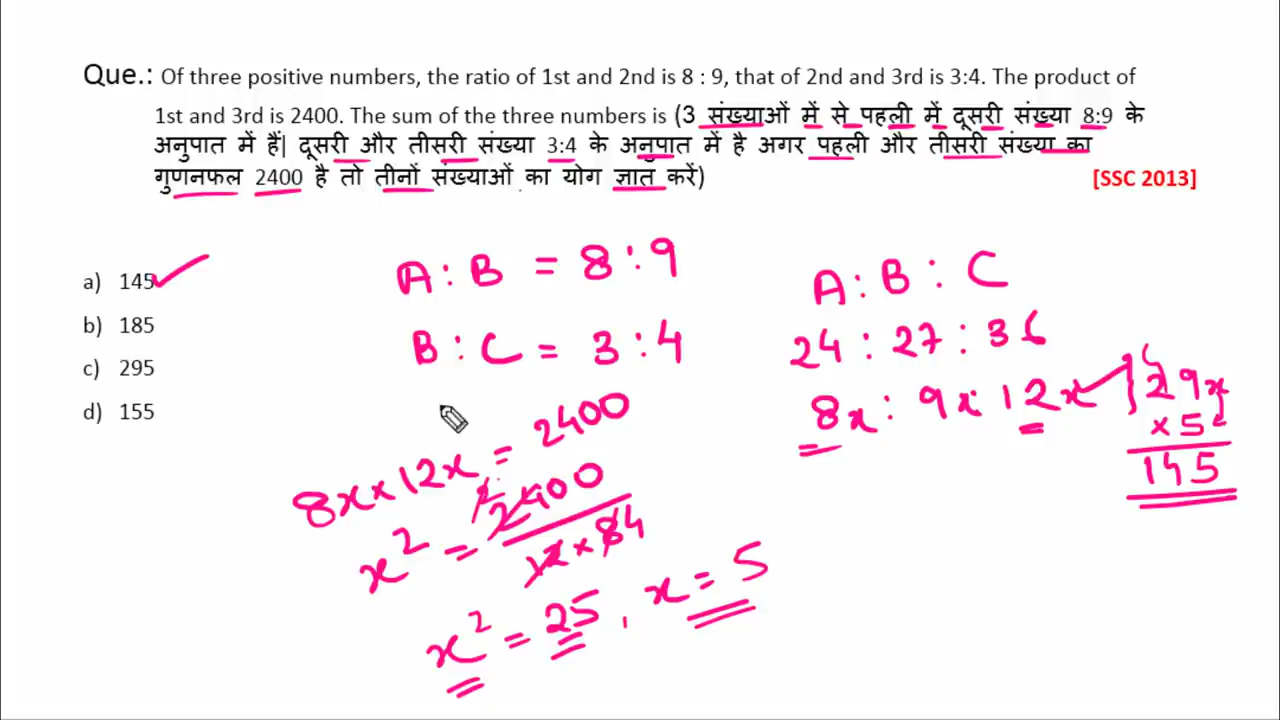 Que.: Of three positive numbers, the ratio of 1st and 2nd is 8 : 9, that of 2nd and 3rd is 3:4. The product of
1st and 3rd is 2400. The sum of the three numbers is (3 संख्याओं में से पहली में दूसरी संख्या 8:9 के
अनुपात में हैं| दूसरी और तीसरी संख्या 3:4 के अनुपात में है अगर पहली और तीसरी संख्या का
गुणनफल 2400 है तो तीनों संख्याओं का योग ज्ञात करें)
[SSC 2013]
a) 145
b) 185
c) 295
d) 155
A : B = 8 : 9
B : C = 3 : 4
8x × 12x = 2400
x² = 2400
12 × 8 4
x² = 25 , x = 5
A : B : C
24 : 27 : 36
8x : 9x : 12x
29x
× 5
145